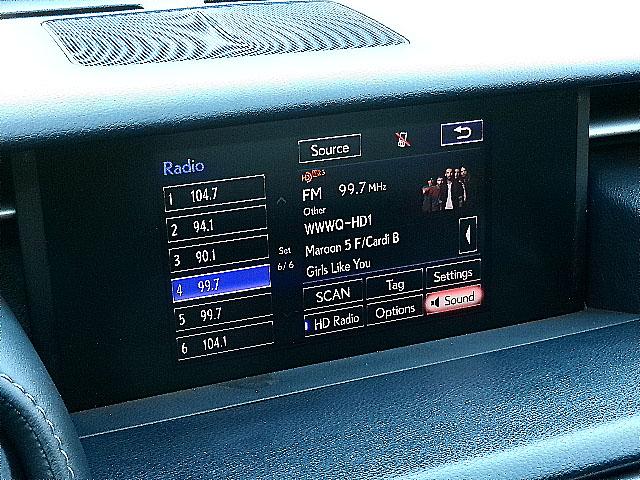 Radio
1 104.7
2 94.1
3 90.1
4 99.7
5 99.7
6 104.1
Set
6/6
Source
FM 99.7 MHz
Other
WWWQ-HD1
Maroon 5 F/Cardi B
Girls Like You
SCAN Tag Settings
HD Radio Options Sound